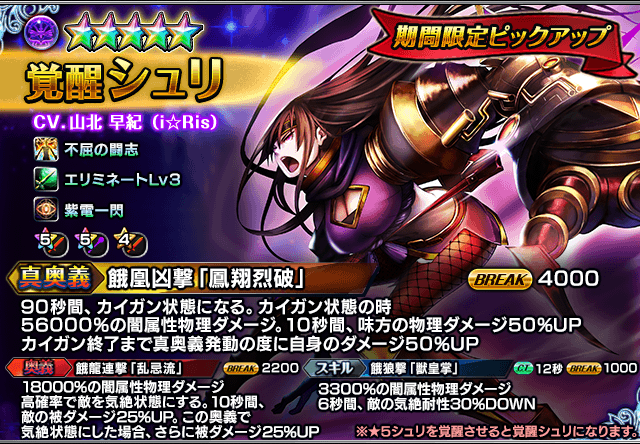 期間限定ピックアップ
覚醒シュリ
CV.山北 早紀（i☆Ris）
不屈の闘志
エリミネートLv3
紫電一閃
5 5 4
真奥義 餓凰凶撃「鳳翔烈破」 BREAK 4000
90秒間、カイガン状態になる。カイガン状態の時
56000%の闇属性物理ダメージ。10秒間、味方の物理ダメージ50%UP
カイガン終了まで真奥義発動の度に自身のダメージ50%UP
奥義 餓龍連撃「乱忌流」 BREAK 2200
18000%の闇属性物理ダメージ
高確率で敵を気絶状態にする。10秒間、
敵の被ダメージ25%UP。この奥義で
気絶状態にした場合、さらに被ダメージ25%UP
スキル 餓狼撃「獣皇掌」 C.T. 12秒 BREAK 1000
3300%の闇属性物理ダメージ
6秒間、敵の気絶耐性30%DOWN
※★5シュリを覚醒させると覚醒シュリになります。